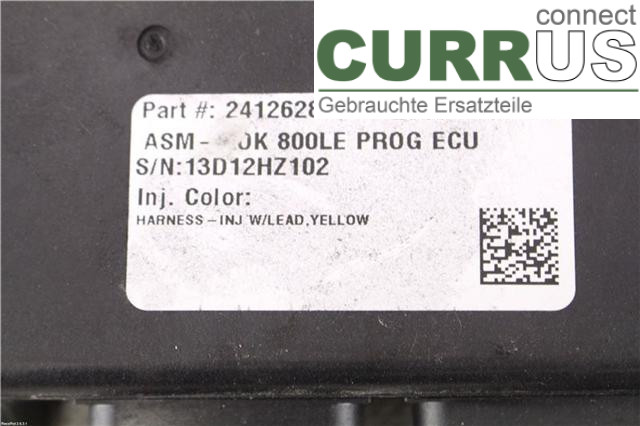 connect
CURRUS
Gebrauchte Ersatzteile
Part #: 2412628
ASM- 0K 800LE PROG ECU
S/N:13D12HZ102
Inj. Color:
HARNESS-INJ W/LEAD,YELLOW